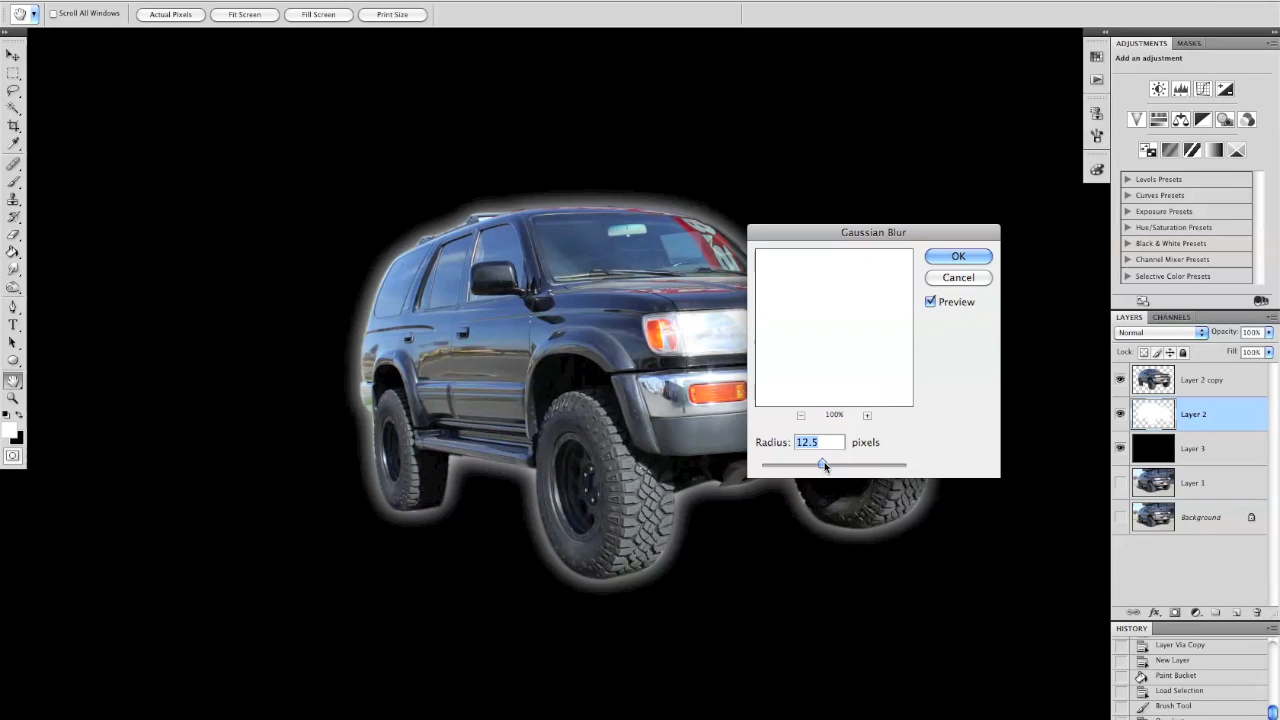 Scroll All Windows
Actual Pixels
Fit Screen
Fill Screen
Print Size
ADJUSTMENTS
MASKS
Add an adjustment
Levels Presets
Curves Presets
Exposure Presets
Hue/Saturation Presets
Black & White Presets
Channel Mixer Presets
Selective Color Presets
Gaussian Blur
OK
Cancel
Preview
100%
Radius: 12.5 pixels
LAYERS
CHANNELS
Normal
Opacity: 100%
Lock:
Fill: 100%
Layer 2 copy
Layer 2
Layer 3
Layer 1
Background
HISTORY
Layer Via Copy
New Layer
Paint Bucket
Load Selection
Brush Tool